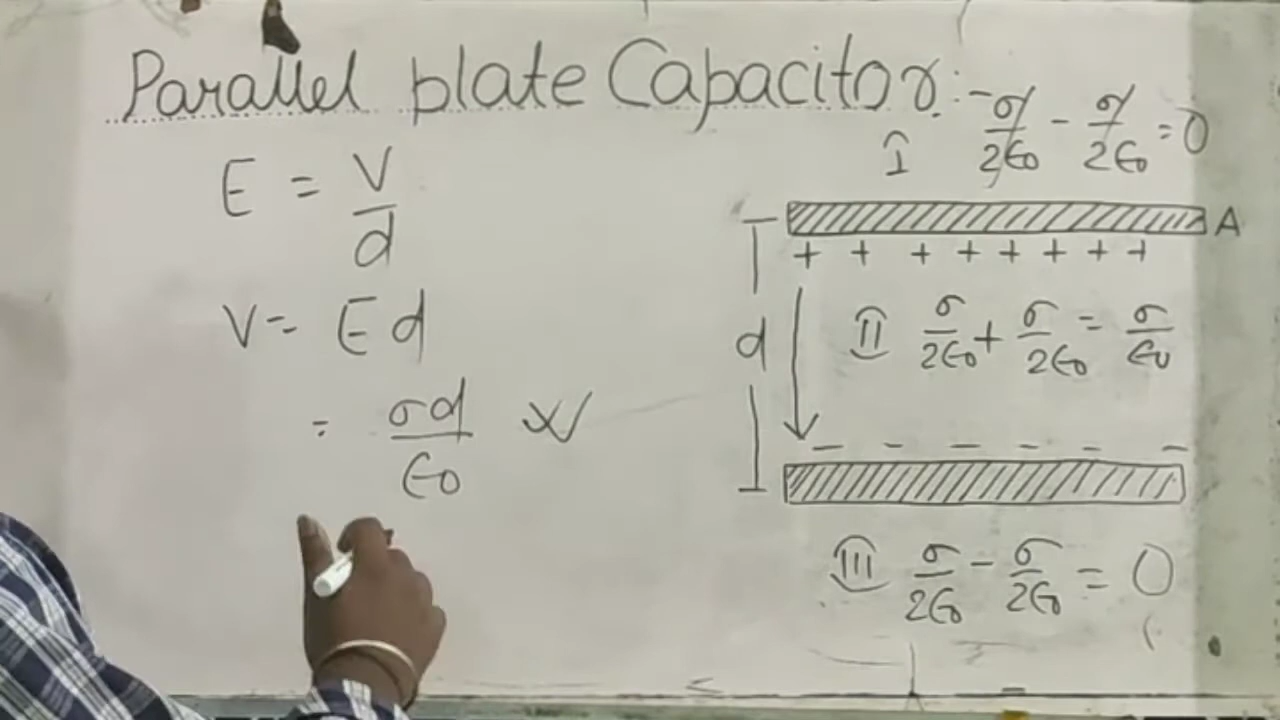 Parallel plate Capacitor:-
E = V/d
V = Ed
= σd/ε0
I σ/2ε0 - σ/2ε0 = 0
A
+ + + + + + + +
d
II σ/2ε0 + σ/2ε0 = σ/ε0
- - - - - -
III σ/2ε0 - σ/2ε0 = 0